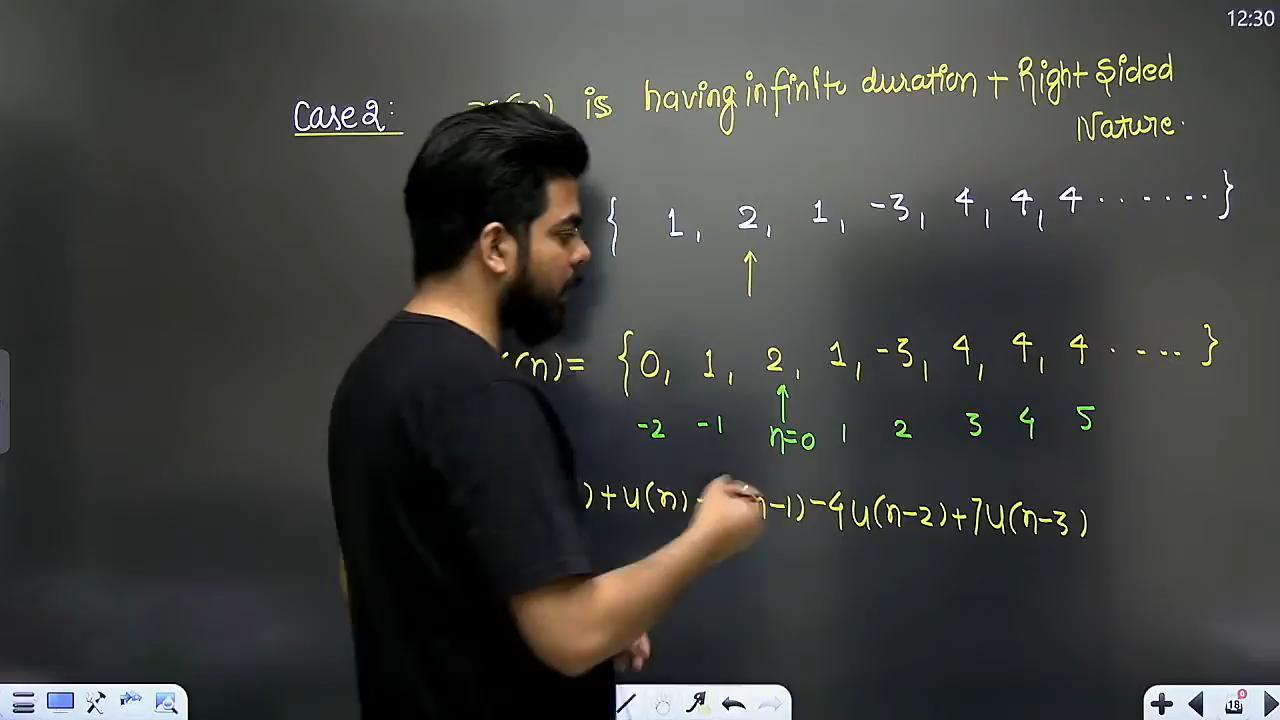 12:30
Case 2: x(n) is having infinite duration + Right Sided
Nature.
{ 1, 2, 1, -3, 4, 4, 4 ....... }
↑
(n) = {0, 1, 2, 1, -3, 4, 4, 4 ..... }
↑
-2 -1 n=0 1 2 3 4 5
) + u(n) - n-1) - 4u(n-2) + 7u(n-3)
18